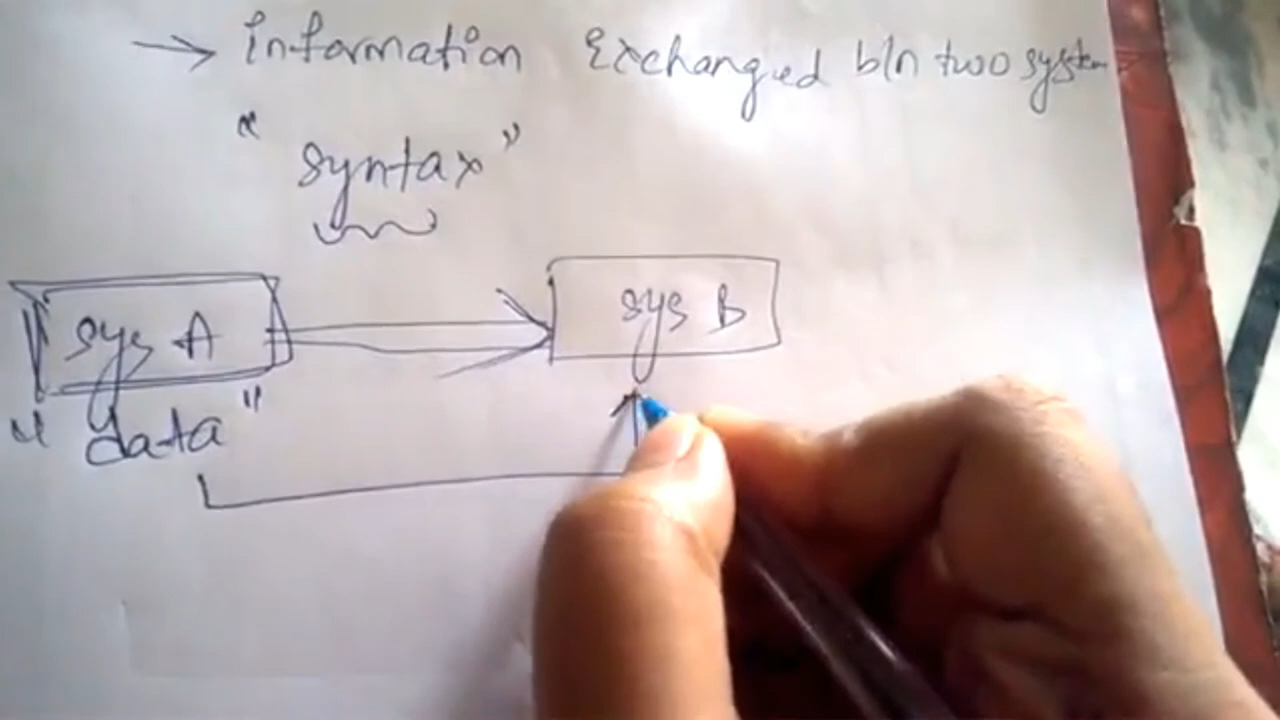 → Information Exchanged b/n two system
"syntax"
sys A
sys B
"data"